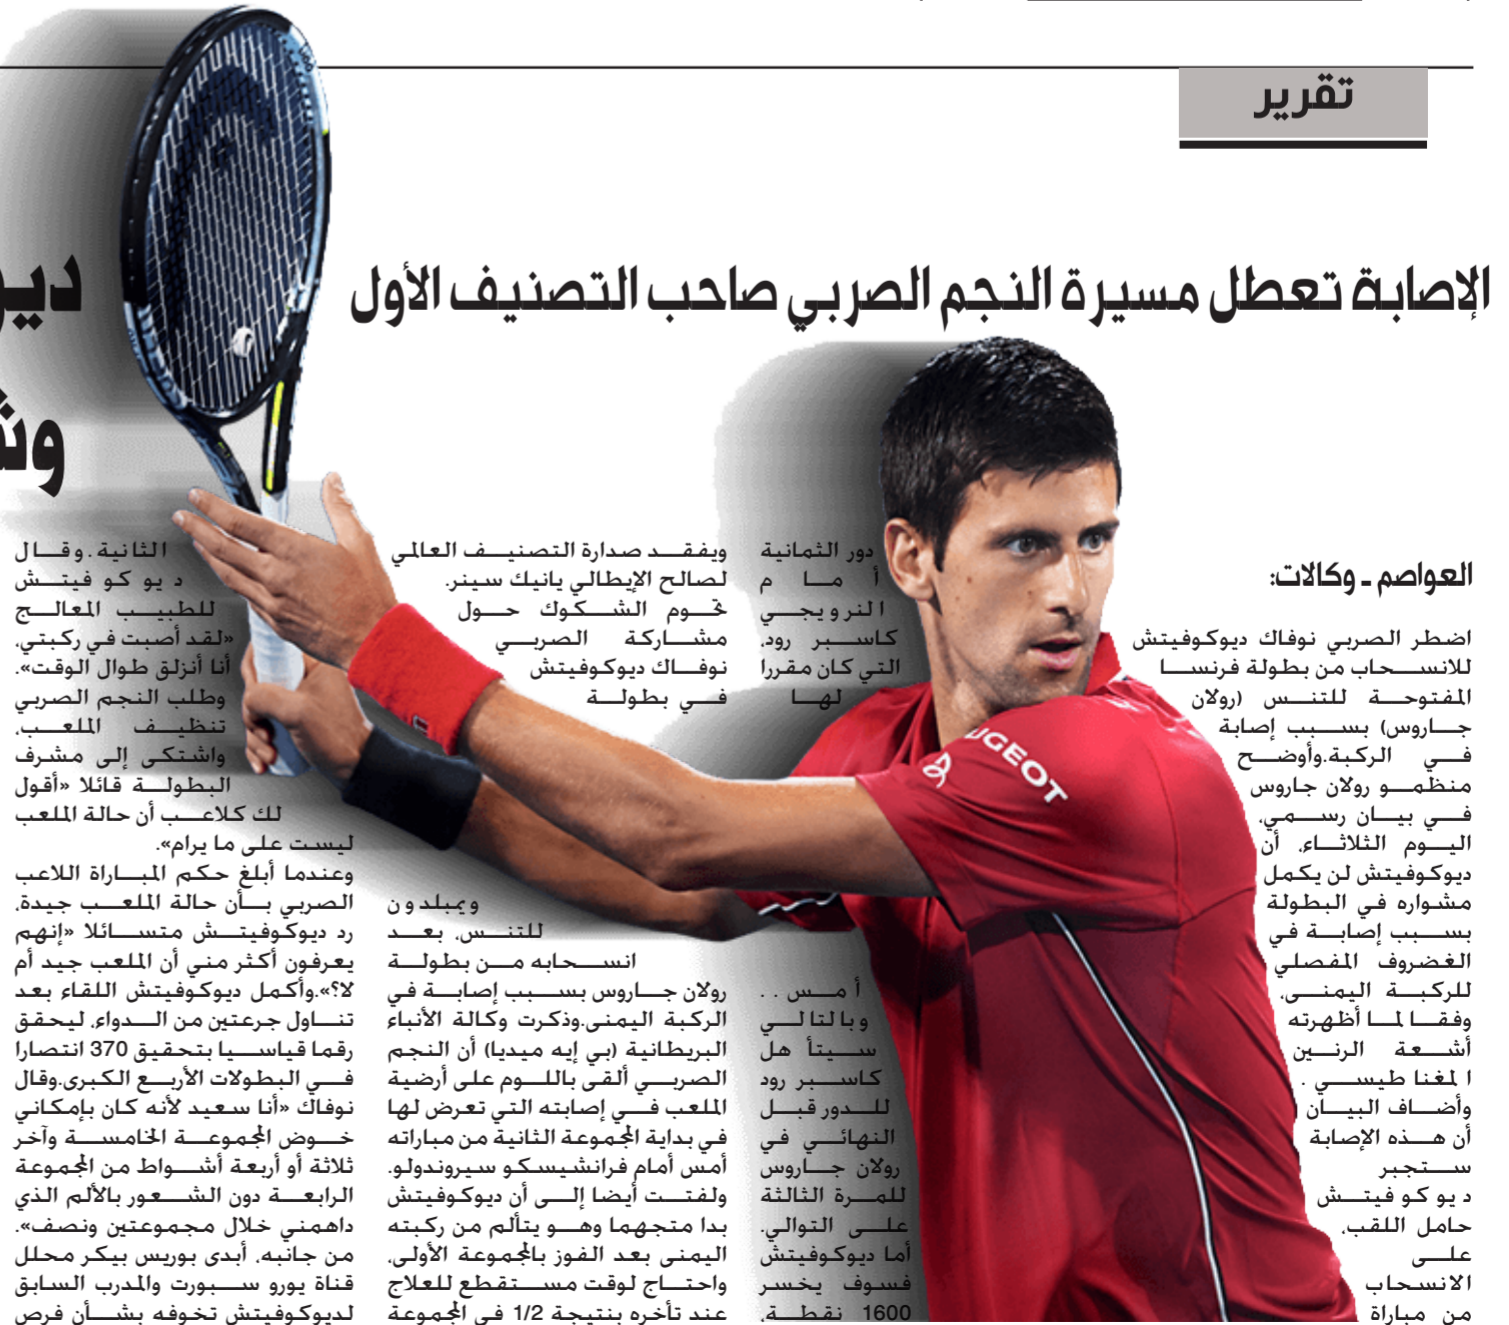 تقرير
الإصابة تعطل مسيرة النجم الصربي صاحب التصنيف الأول
العواصم ـ وكالات:
اضطر الصربي نوفاك ديوكوفيتش
للانسحاب من بطولة فرنسا
المفتوحة للتنس (رولان
جاروس) بسبب إصابة
في الركبة.وأوضح
منظمو رولان جاروس
في بيان رسمي،
اليوم الثلاثاء، أن
ديوكوفيتش لن يكمل
مشواره في البطولة
بسبب إصابة في
الغضروف المفصلي
للركبة اليمنى،
وفقا لما أظهرته
أشعة الرنين
المغناطيسي.
وأضاف البيان
أن هذه الإصابة
ستجبر
ديوكوفيتش
حامل اللقب،
على
الانسحاب
من مباراة
دور الثمانية
أمام
النرويجي
كاسبر رود،
التي كان مقررا
لها
أمس..
وبالتالي
سيتأهل
كاسبر رود
للدور قبل
النهائي في
رولان جاروس
للمرة الثالثة
على التوالي.
أما ديوكوفيتش
فسوف يخسر
1600 نقطة،
ويفقد صدارة التصنيف العالمي
لصالح الإيطالي يانيك سينر.
تحوم الشكوك حول
مشاركة الصربي
نوفاك ديوكوفيتش
في بطولة
ويمبلدون
للتنس، بعد
انسحابه من بطولة
رولان جاروس بسبب إصابة في
الركبة اليمنى.وذكرت وكالة الأنباء
البريطانية (بي إيه ميديا) أن النجم
الصربي ألقى باللوم على أرضية
الملعب في إصابته التي تعرض لها
في بداية المجموعة الثانية من مباراته
أمس أمام فرانشيسكو سيروندولو.
ولفتت أيضا إلى أن ديوكوفيتش
بدا متجهما وهو يتألم من ركبته
اليمنى بعد الفوز بالمجموعة الأولى،
واحتاج لوقت مستقطع للعلاج
عند تأخره بنتيجة 1/2 في المجموعة
الثانية.وقال
ديوكوفيتش
للطبيب المعالج
«لقد أصبت في ركبتي،
أنا أنزلق طوال الوقت».
وطلب النجم الصربي
تنظيف الملعب،
واشتكى إلى مشرف
البطولة قائلا «أقول
لك كلاعب أن حالة الملعب
ليست على ما يرام».
وعندما أبلغ حكم المباراة اللاعب
الصربي بأن حالة الملعب جيدة،
رد ديوكوفيتش متسائلا «إنهم
يعرفون أكثر مني أن الملعب جيد أم
لا؟».وأكمل ديوكوفيتش اللقاء بعد
تناول جرعتين من الدواء، ليحقق
رقما قياسيا بتحقيق 370 انتصارا
في البطولات الأربع الكبرى.وقال
نوفاك «أنا سعيد لأنه كان بإمكاني
خوض المجموعة الخامسة وآخر
ثلاثة أو أربعة أشواط من المجموعة
الرابعة دون الشعور بالألم الذي
داهمني خلال مجموعتين ونصف».
من جانبه، أبدى بوريس بيكر محلل
قناة يورو سبورت والمدرب السابق
لديوكوفيتش تخوفه بشأن فرص